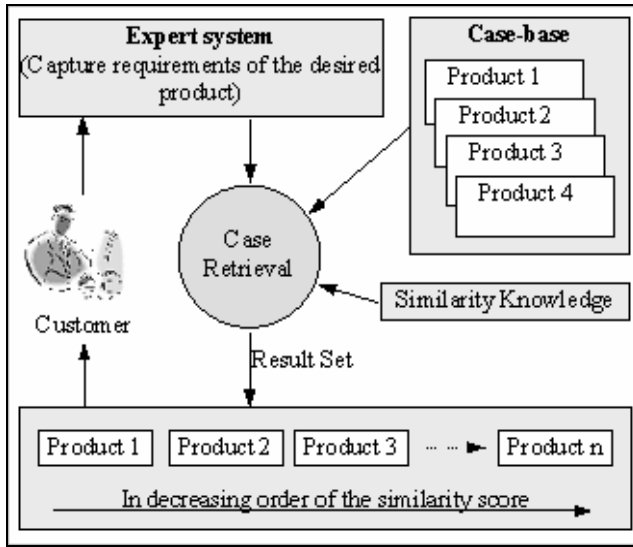 Expert system
(Capture requirements of the desired
product)
Case-base
Product 1
Product 2
Product 3
Product 4
Case
Retrieval
Similarity Knowledge
Customer
Result Set
Product 1
Product 2
Product 3
Product n
In decreasing order of the similarity score